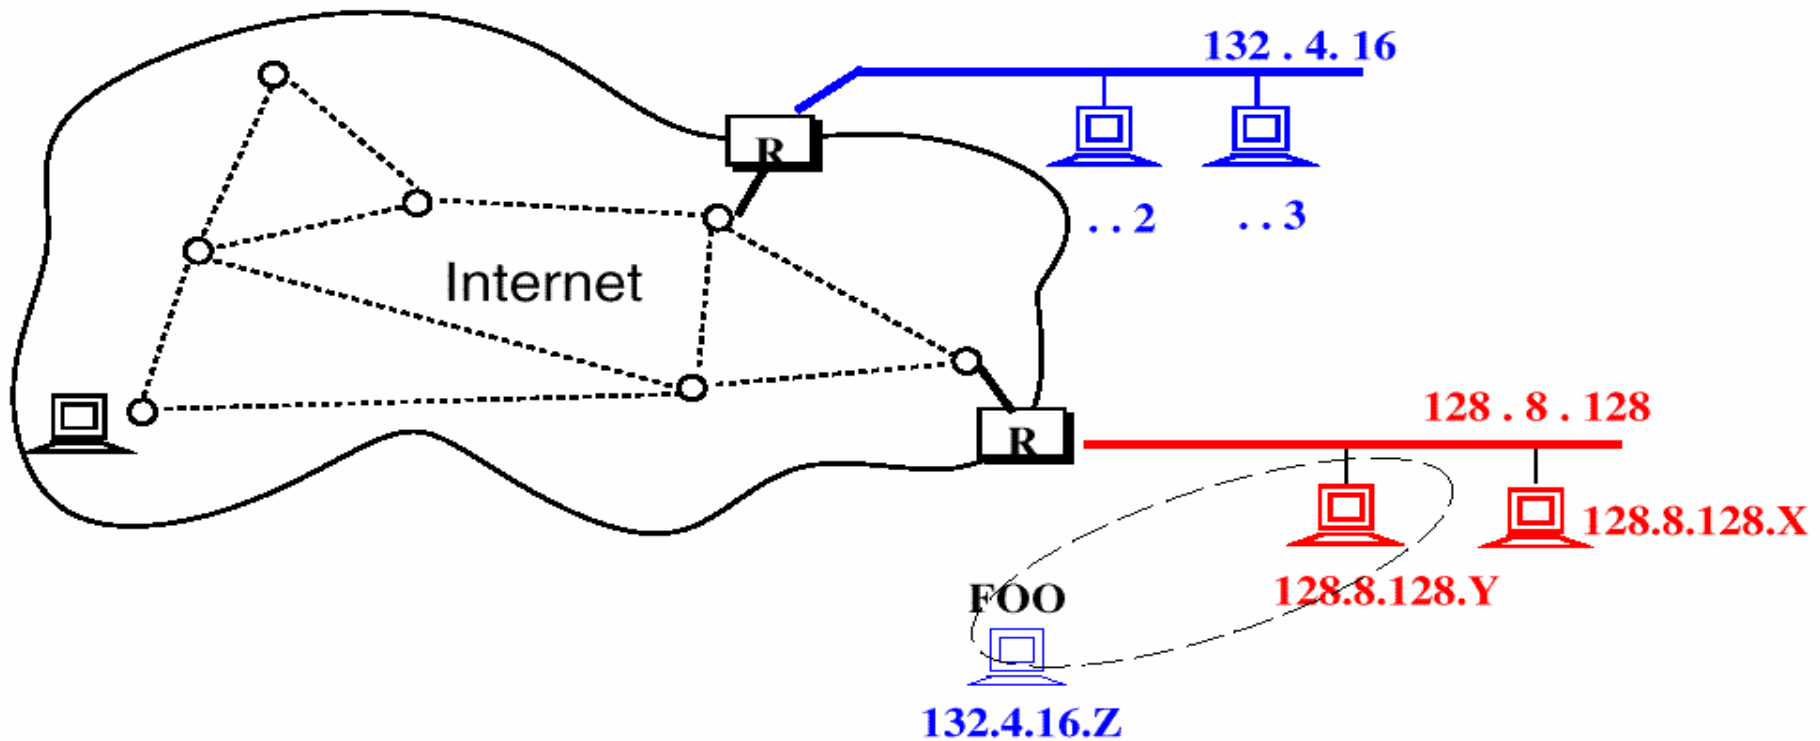 132 . 4. 16
R
. . 2
. . 3
Internet
128 . 8 . 128
R
128.8.128.X
128.8.128.Y
FOO
132.4.16.Z